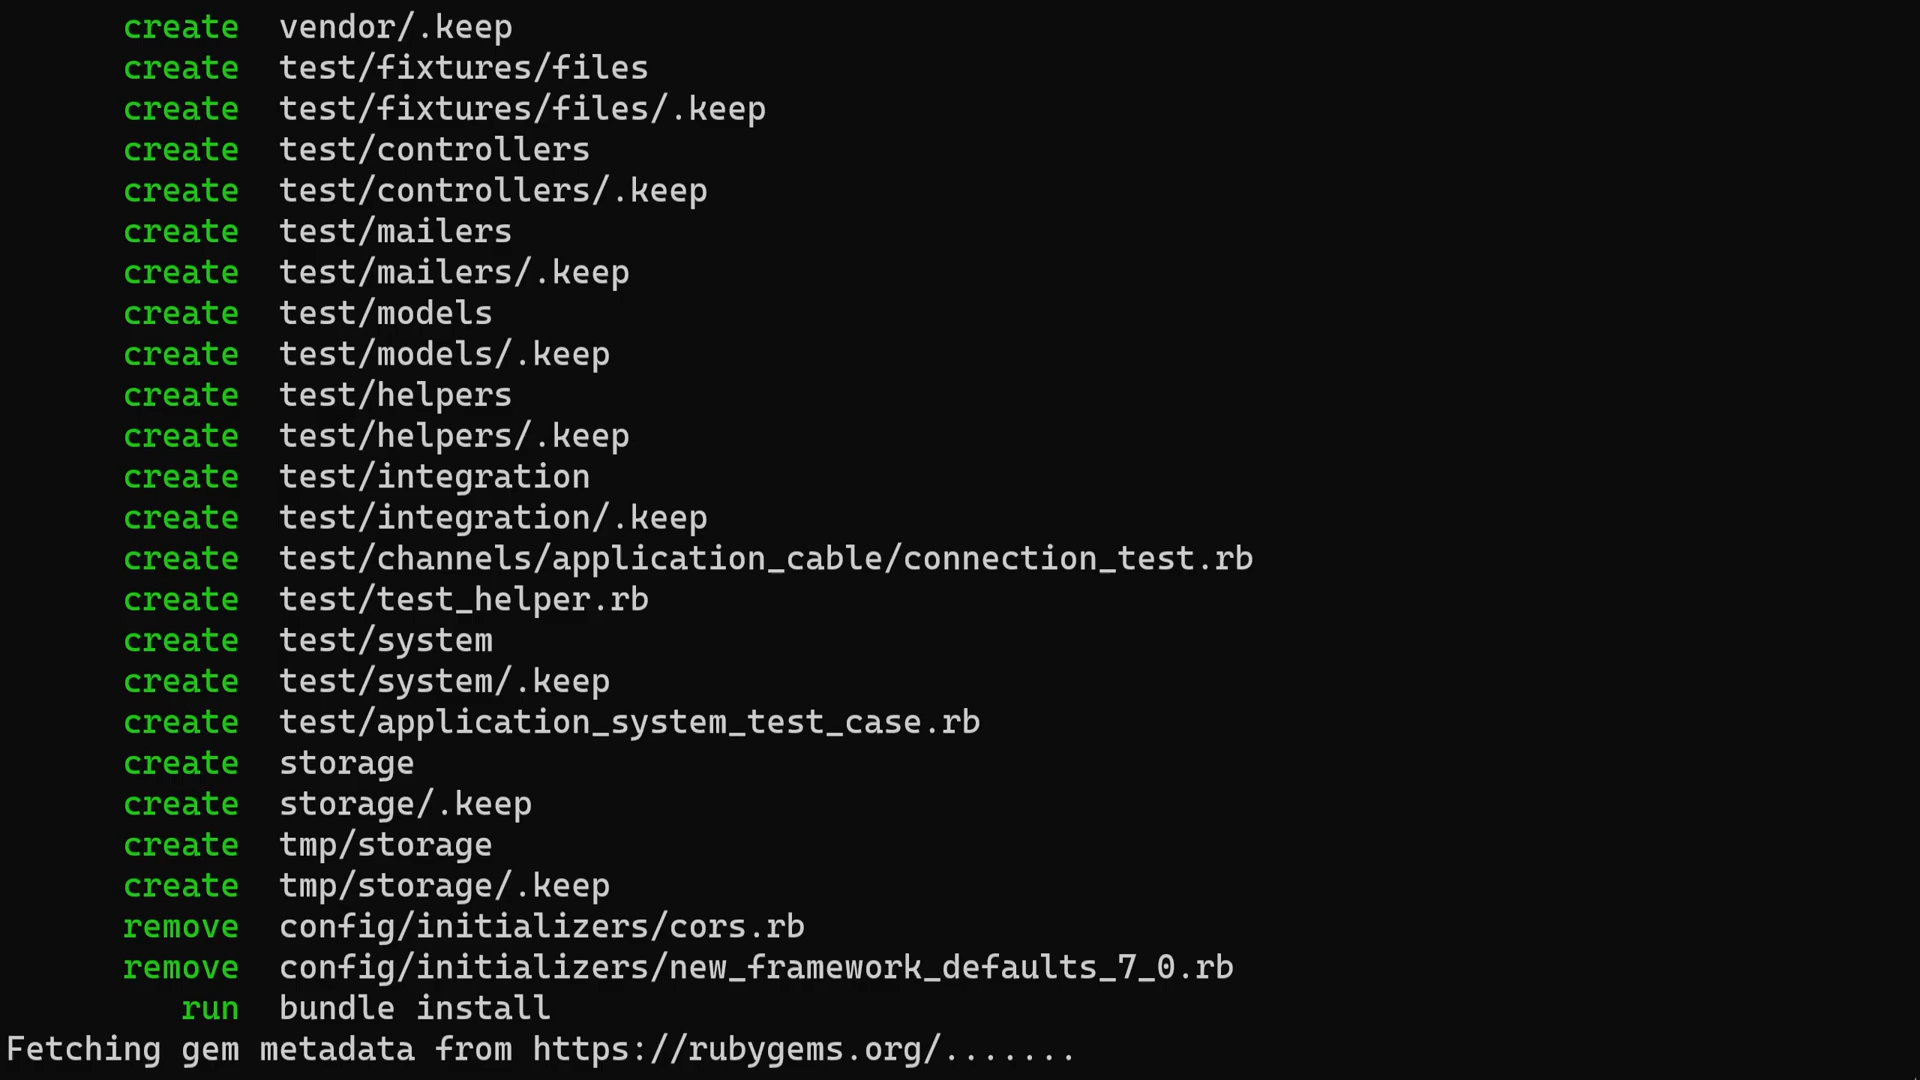 create vendor/.keep
create test/fixtures/files
create test/fixtures/files/.keep
create test/controllers
create test/controllers/.keep
create test/mailers
create test/mailers/.keep
create test/models
create test/models/.keep
create test/helpers
create test/helpers/.keep
create test/integration
create test/integration/.keep
create test/channels/application_cable/connection_test.rb
create test/test_helper.rb
create test/system
create test/system/.keep
create test/application_system_test_case.rb
create storage
create storage/.keep
create tmp/storage
create tmp/storage/.keep
remove config/initializers/cors.rb
remove config/initializers/new_framework_defaults_7_0.rb
run bundle install
Fetching gem metadata from https://rubygems.org/.......